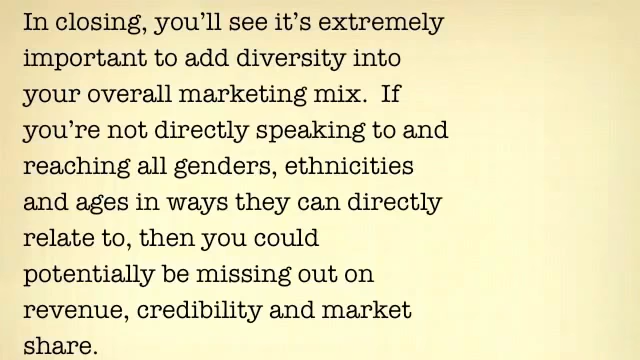 In closing, you’ll see it’s extremely
important to add diversity into
your overall marketing mix.  If
you’re not directly speaking to and
reaching all genders, ethnicities
and ages in ways they can directly
relate to, then you could
potentially be missing out on
revenue, credibility and market
share.